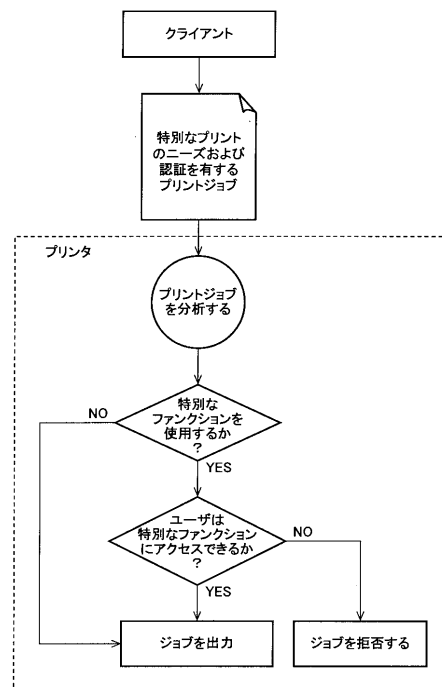 クライアント
特別なプリント
のニーズおよび
認証を有する
プリントジョブ
プリンタ
プリントジョブ
を分析する
特別な
ファンクションを
使用するか
?
NO
YES
ユーザは
特別なファンクション
にアクセスできるか
?
NO
YES
ジョブを出力
ジョブを拒否する